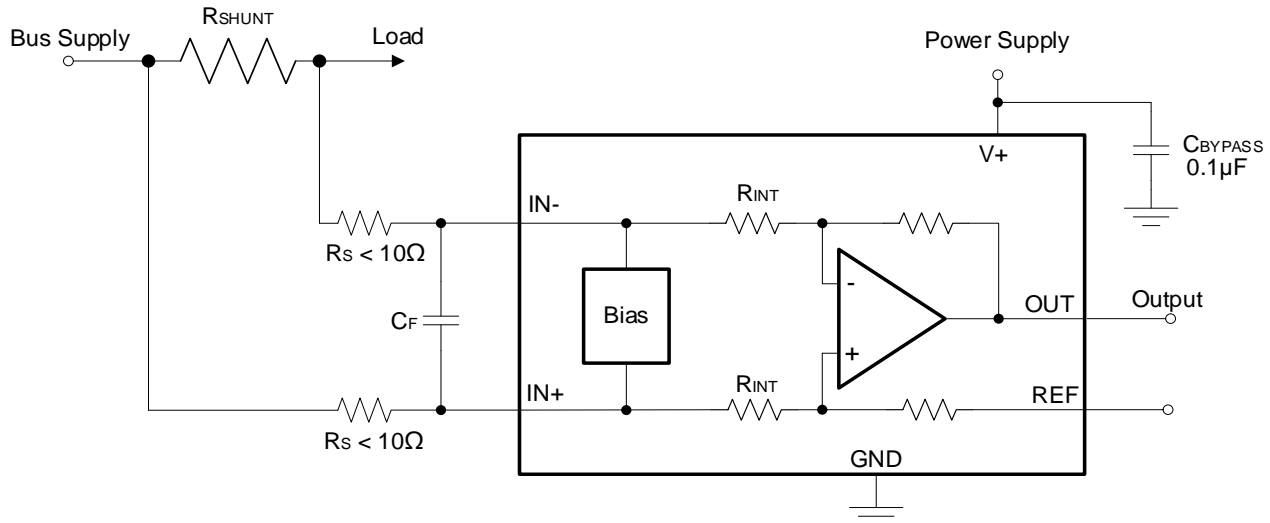 RSHUNT
Bus Supply
Load
Power Supply
V+
CBYPASS
0.1µF
IN-
RINT
RS < 10Ω
CF
Bias
-
+
OUT
Output
IN+
RINT
REF
RS < 10Ω
GND